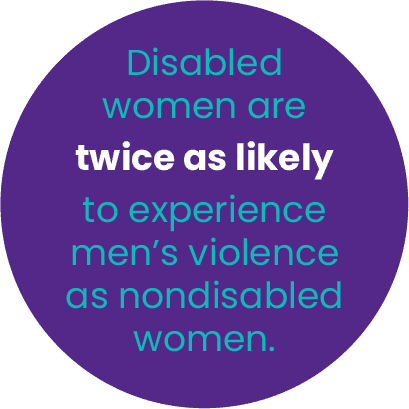 Disabled
women are
twice as likely
to experience
men’s violence
as nondisabled
women.